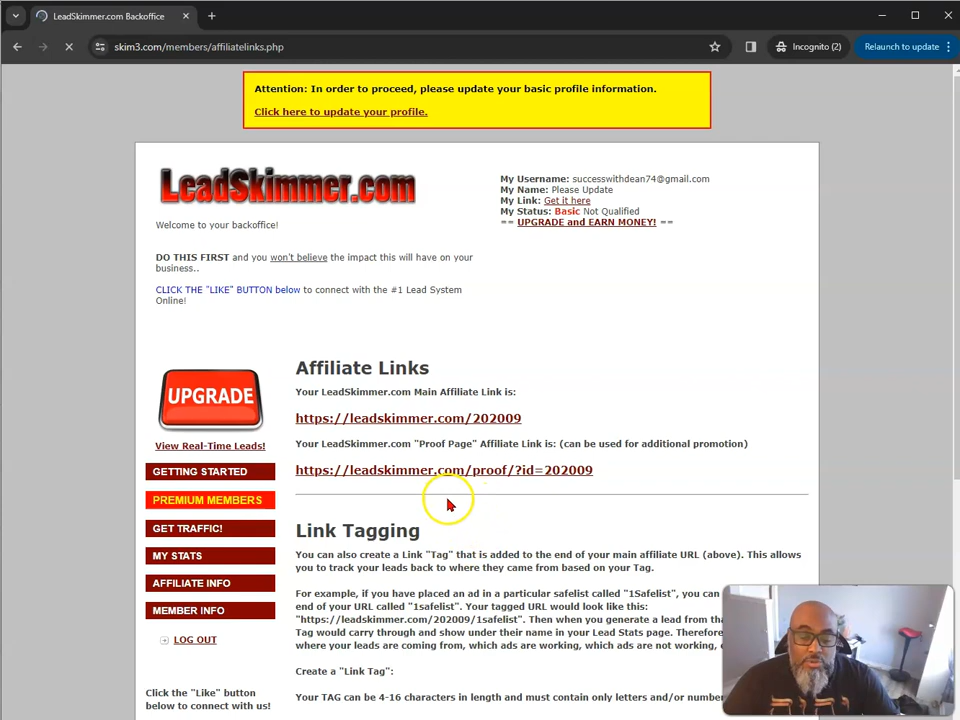 LeadSkimmer.com Backoffice
skim3.com/members/affiliatelinks.php
Incognito (2)
Relaunch to update
Attention: In order to proceed, please update your basic profile information.
Click here to update your profile.
LeadSkimmer.com
My Username: successwithdean74@gmail.com
My Name: Please Update
My Link: Get it here
My Status: Basic Not Qualified
== UPGRADE and EARN MONEY! ==
Welcome to your backoffice!
DO THIS FIRST and you won't believe the impact this will have on your
business..
CLICK THE "LIKE" BUTTON below to connect with the #1 Lead System
Online!
UPGRADE
View Real-Time Leads!
GETTING STARTED
PREMIUM MEMBERS
GET TRAFFIC!
MY STATS
AFFILIATE INFO
MEMBER INFO
LOG OUT
Click the "Like" button
below to connect with us!
Affiliate Links
Your LeadSkimmer.com Main Affiliate Link is:
https://leadskimmer.com/202009
Your LeadSkimmer.com "Proof Page" Affiliate Link is: (can be used for additional promotion)
https://leadskimmer.com/proof/?id=202009
Link Tagging
You can also create a Link "Tag" that is added to the end of your main affiliate URL (above). This allows
you to track your leads back to where they came from based on your Tag.
For example, if you have placed an ad in a particular safelist called "1Safelist", you can
end of your URL called "1safelist". Your tagged URL would look like this:
"https://leadskimmer.com/202009/1safelist". Then when you generate a lead from tha
Tag would carry through and show under their name in your Lead Stats page. Therefore
where your leads are coming from, which ads are working, which ads are not working,
Create a "Link Tag":
Your TAG can be 4-16 characters in length and must contain only letters and/or number